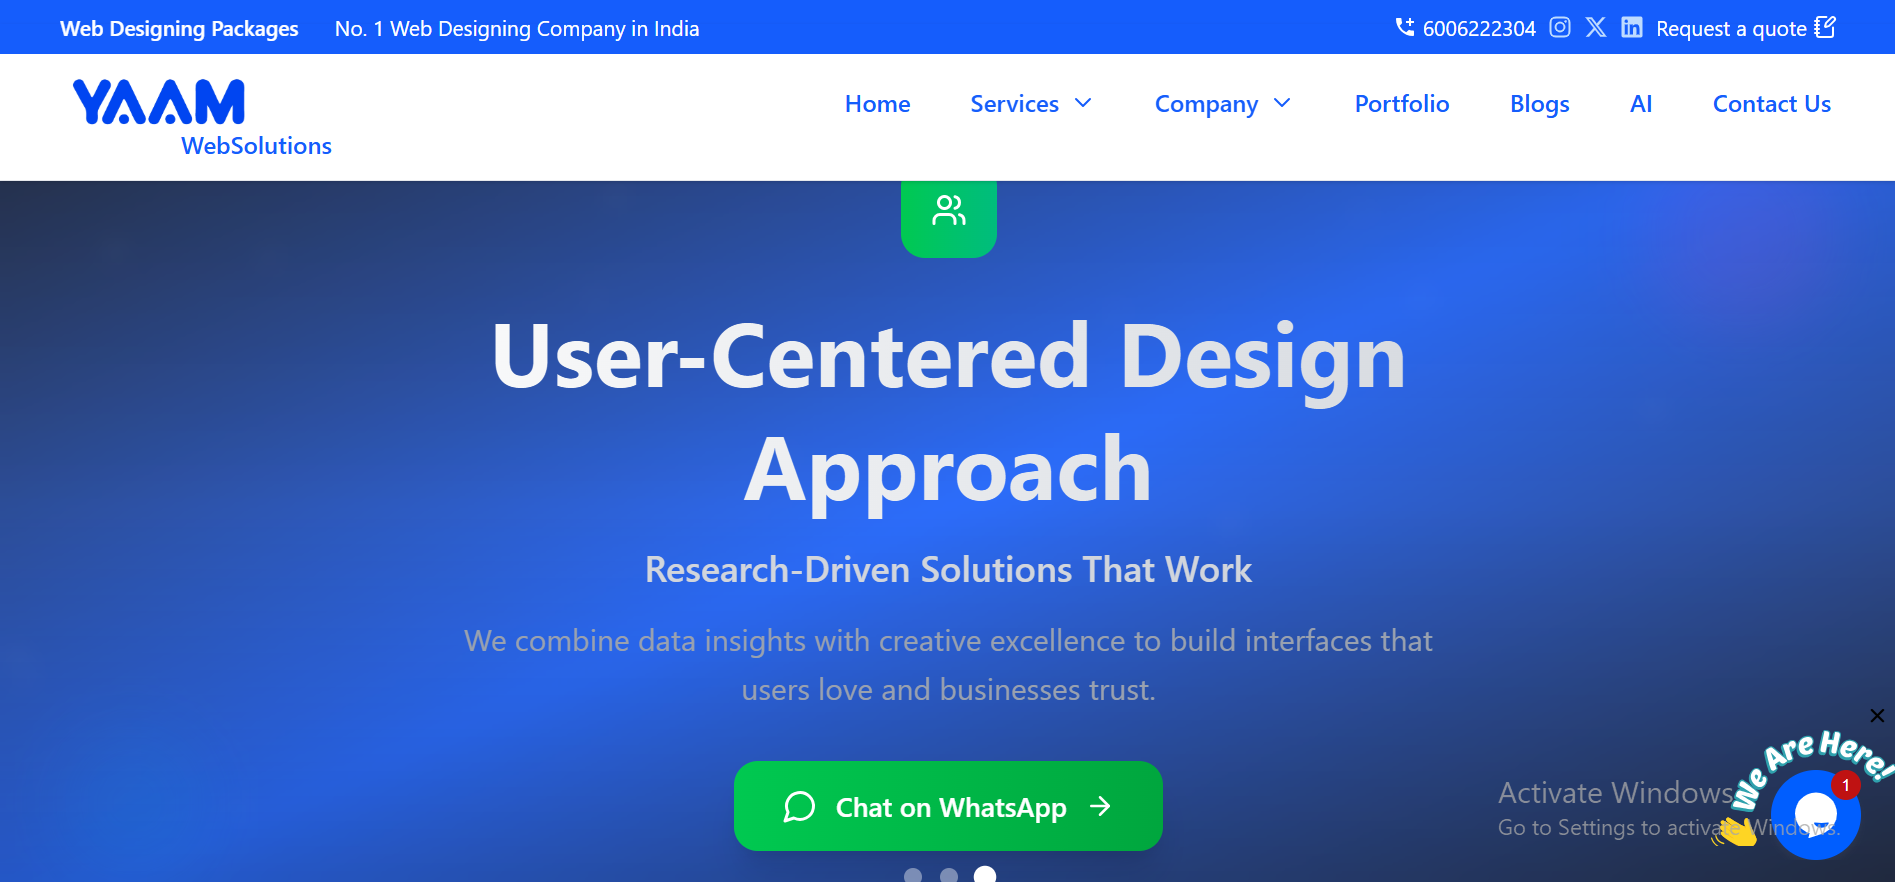 Web Designing Packages No. 1 Web Designing Company in India 6006222304 Request a quote
YAAM
WebSolutions
Home Services Company Portfolio Blogs AI Contact Us
User-Centered Design
Approach
Research-Driven Solutions That Work
We combine data insights with creative excellence to build interfaces that
users love and businesses trust.
Chat on WhatsApp
We Are Here!
1
Activate Windows
Go to Settings to activate Windows.